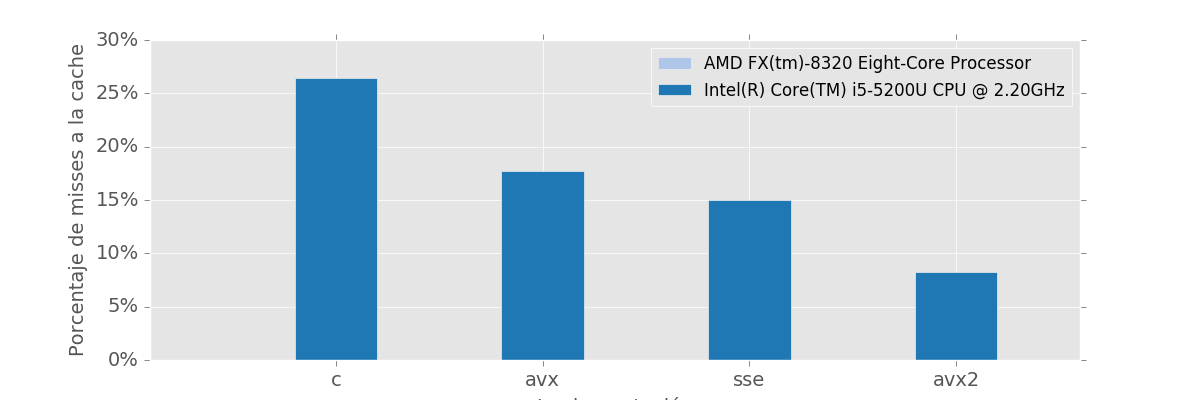 30%
25%
20%
15%
10%
5%
0%
Porcentaje de misses a la cache
AMD FX(tm)-8320 Eight-Core Processor
Intel(R) Core(TM) i5-5200U CPU @ 2.20GHz
c avx sse avx2